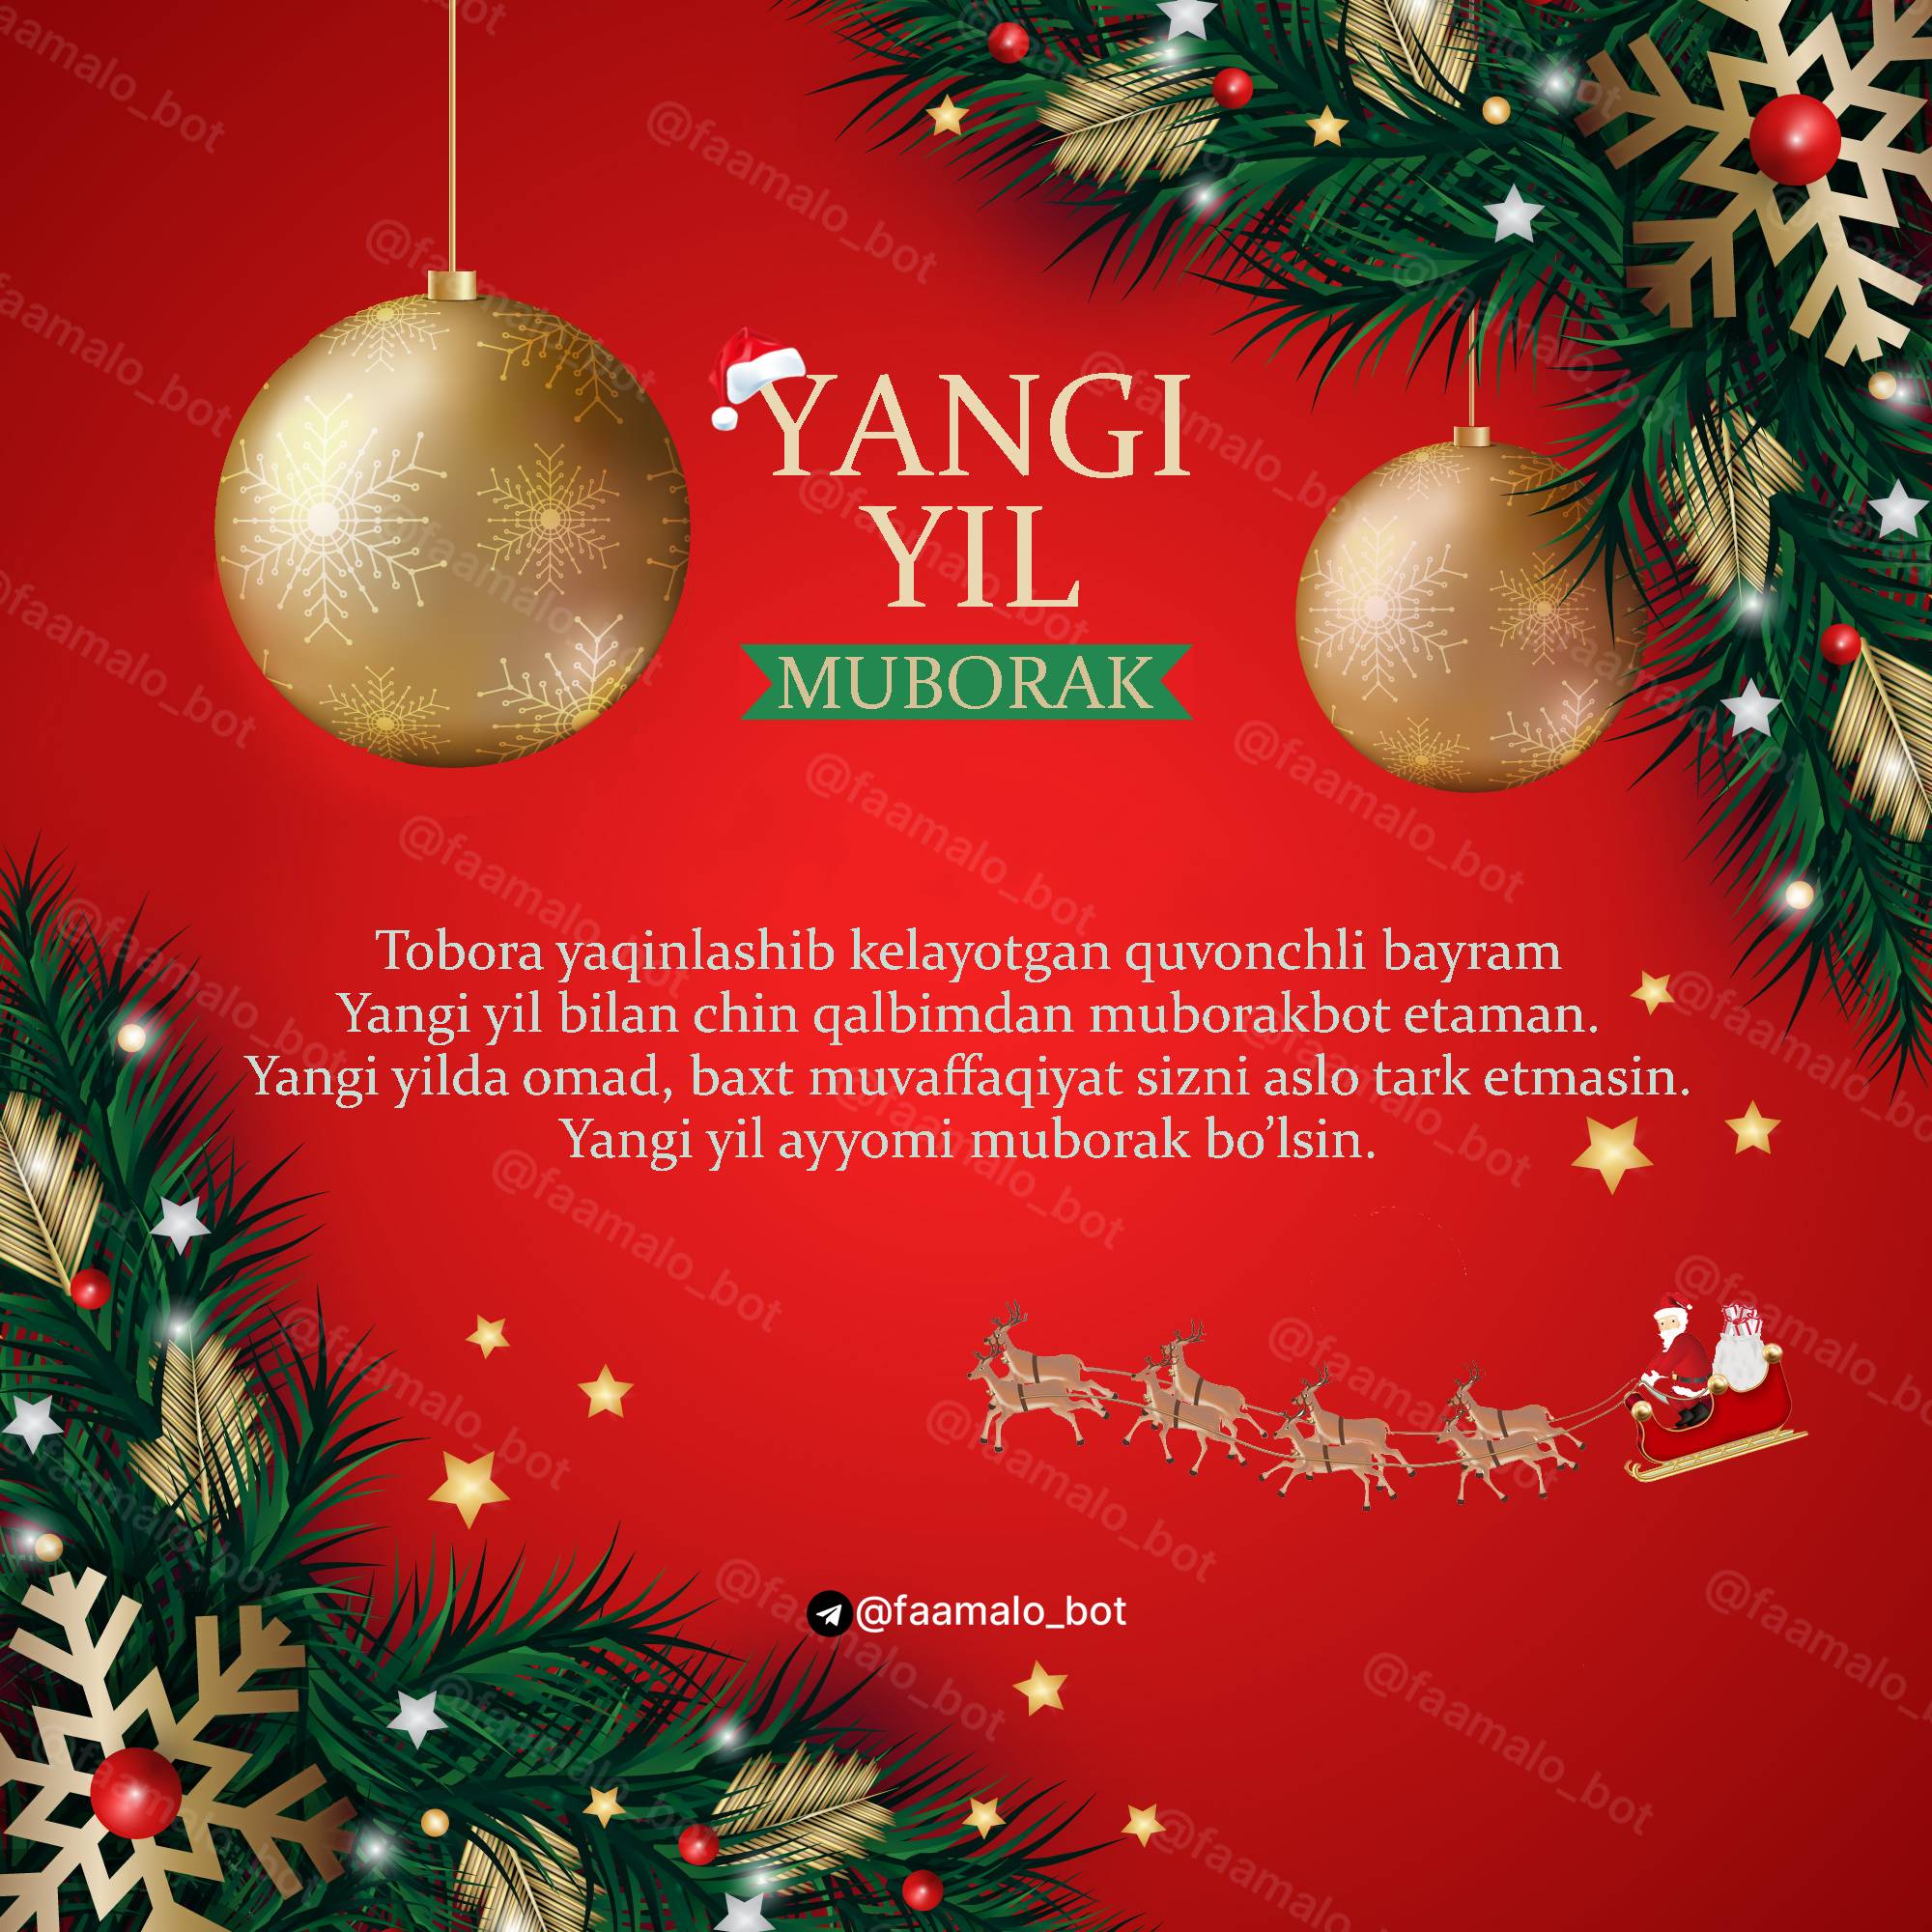 YANGI
YIL
MUBORAK
Tobora yaqinlashib kelayotgan quvonchli bayram
Yangi yil bilan chin qalbimdan muborakbot etaman.
Yangi yilda omad, baxt muvaffaqiyat sizni aslo tark etmasin.
Yangi yil ayyomi muborak bo’lsin.
@faamalo_bot